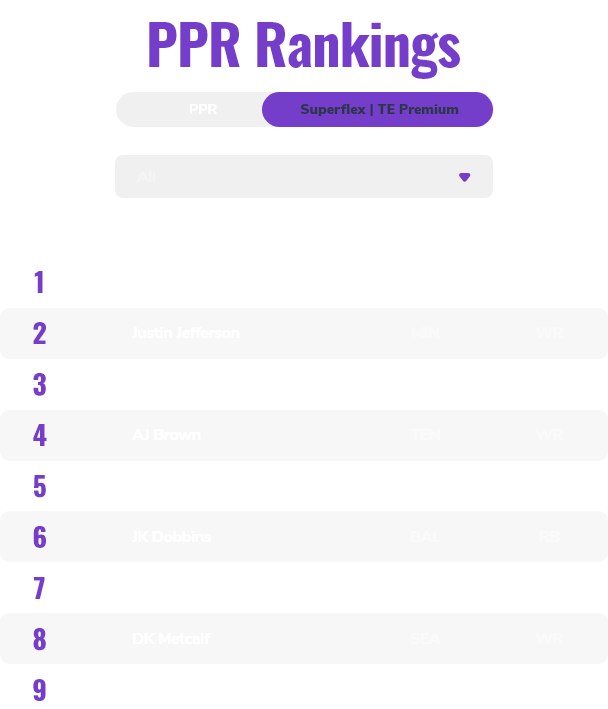 PPR Rankings
PPR Superflex | TE Premium
All
1
2 Justin Jefferson MIN WR
3
4 AJ Brown TEN WR
5
6 JK Dobbins BAL RB
7
8 DK Metcalf SEA WR
9